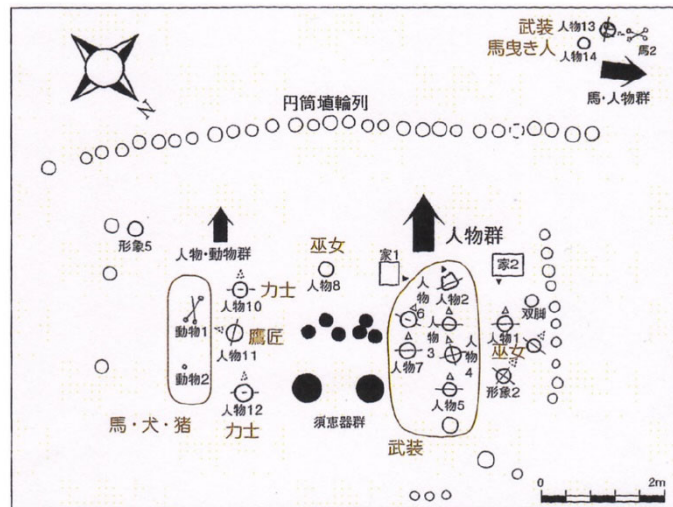 武装
人物13
馬曳き人
人物14
馬2
馬・人物群
N
円筒埴輪列
形象5
人物・動物群
巫女
人物8
家1
人物群
家2
人物10
力士
動物1
人物11
鷹匠
動物2
人物12
力士
馬・犬・猪
須恵器群
人物6
人物2
人物3
人物7
人物4
人物5
武装
双脚
人物1
巫女
形象2
0
2m